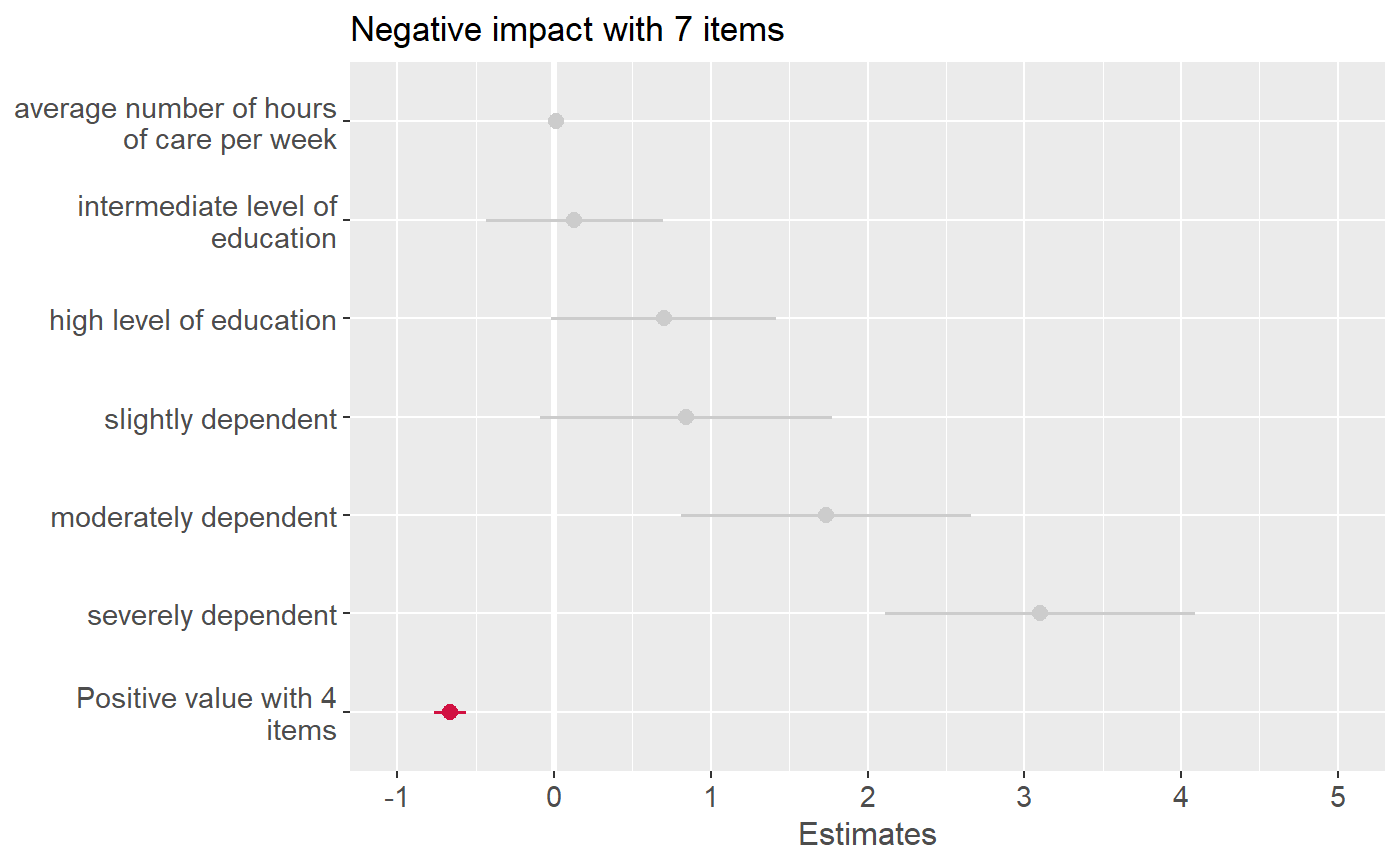 Negative impact with 7 items
average number of hours
of care per week
intermediate level of
education
high level of education
slightly dependent
moderately dependent
severely dependent
Positive value with 4
items
-1 0 1 2 3 4 5
Estimates